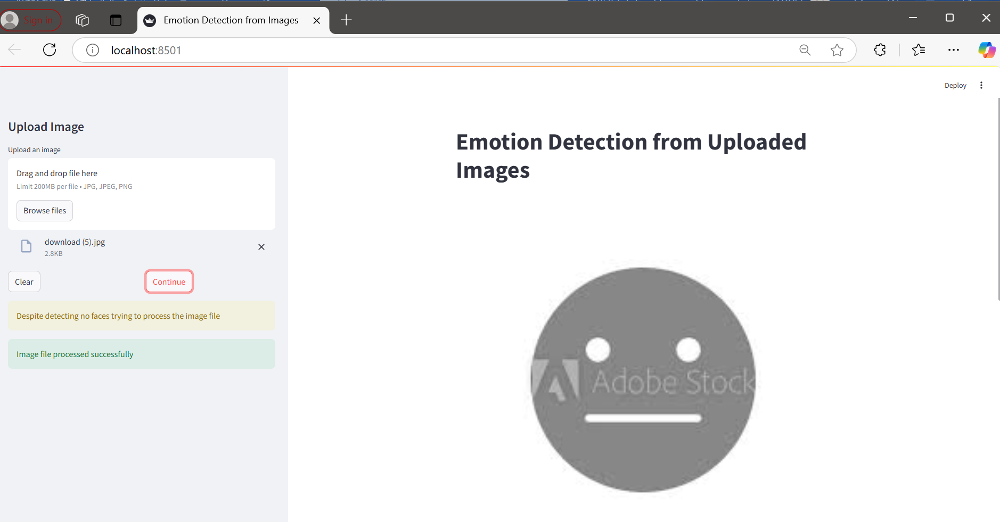 Sign in
Emotion Detection from Images
localhost:8501
Deploy
Upload Image
Upload an image
Drag and drop file here
Limit 200MB per file • JPG, JPEG, PNG
Browse files
download (5).jpg
2.8KB
Clear
Continue
Despite detecting no faces trying to process the image file
Image file processed successfully
Emotion Detection from Uploaded
Images
Adobe Stock